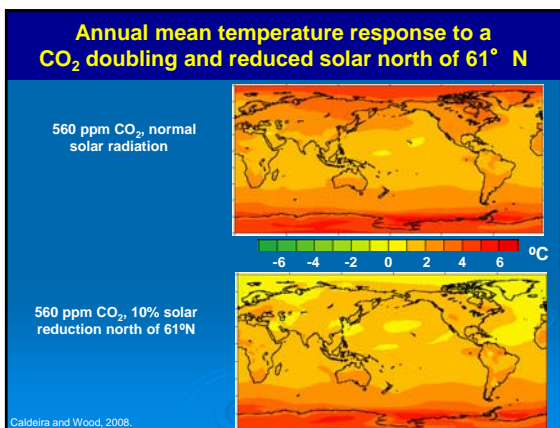 Annual mean temperature response to a
CO₂ doubling and reduced solar north of 61° N
560 ppm CO₂, normal
solar radiation
-6 -4 -2 0 2 4 6 ºC
560 ppm CO₂, 10% solar
reduction north of 61ºN
Caldeira and Wood, 2008.